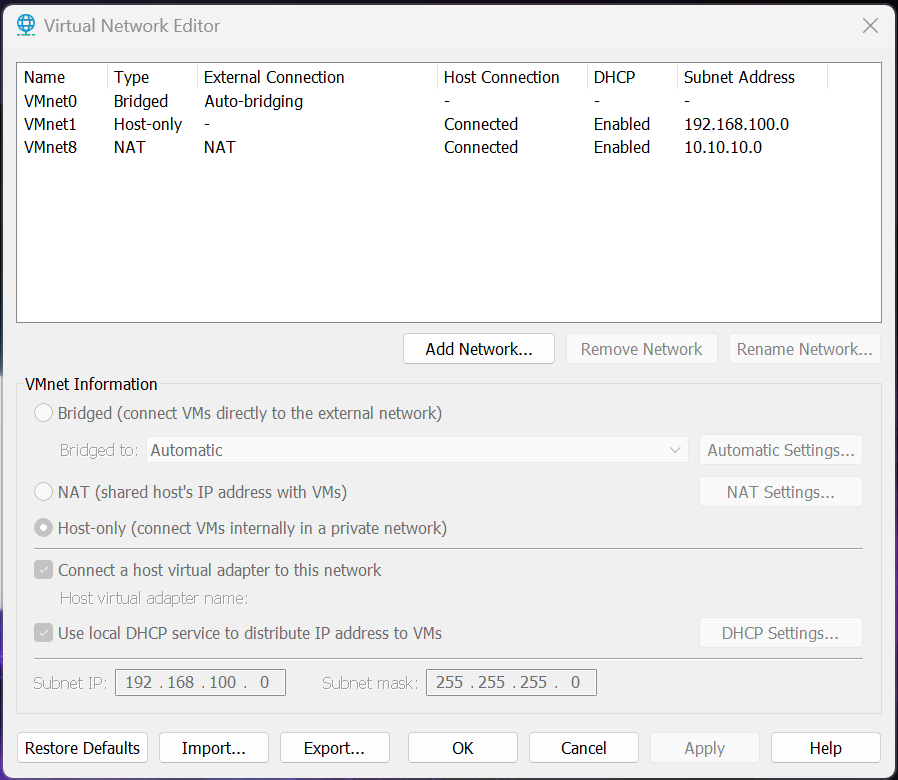 Virtual Network Editor
Name Type External Connection Host Connection DHCP Subnet Address
VMnet0 Bridged Auto-bridging - - -
VMnet1 Host-only - Connected Enabled 192.168.100.0
VMnet8 NAT NAT Connected Enabled 10.10.10.0
Add Network... Remove Network Rename Network...
VMnet Information
Bridged (connect VMs directly to the external network)
Bridged to: Automatic Automatic Settings...
NAT (shared host's IP address with VMs) NAT Settings...
Host-only (connect VMs internally in a private network)
Connect a host virtual adapter to this network
Host virtual adapter name:
Use local DHCP service to distribute IP address to VMs DHCP Settings...
Subnet IP: 192 . 168 . 100 . 0 Subnet mask: 255 . 255 . 255 . 0
Restore Defaults Import... Export... OK Cancel Apply Help